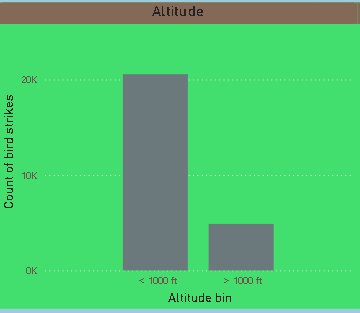 Altitude
Count of bird strikes
20K
10K
0K
< 1000 ft
> 1000 ft
Altitude bin